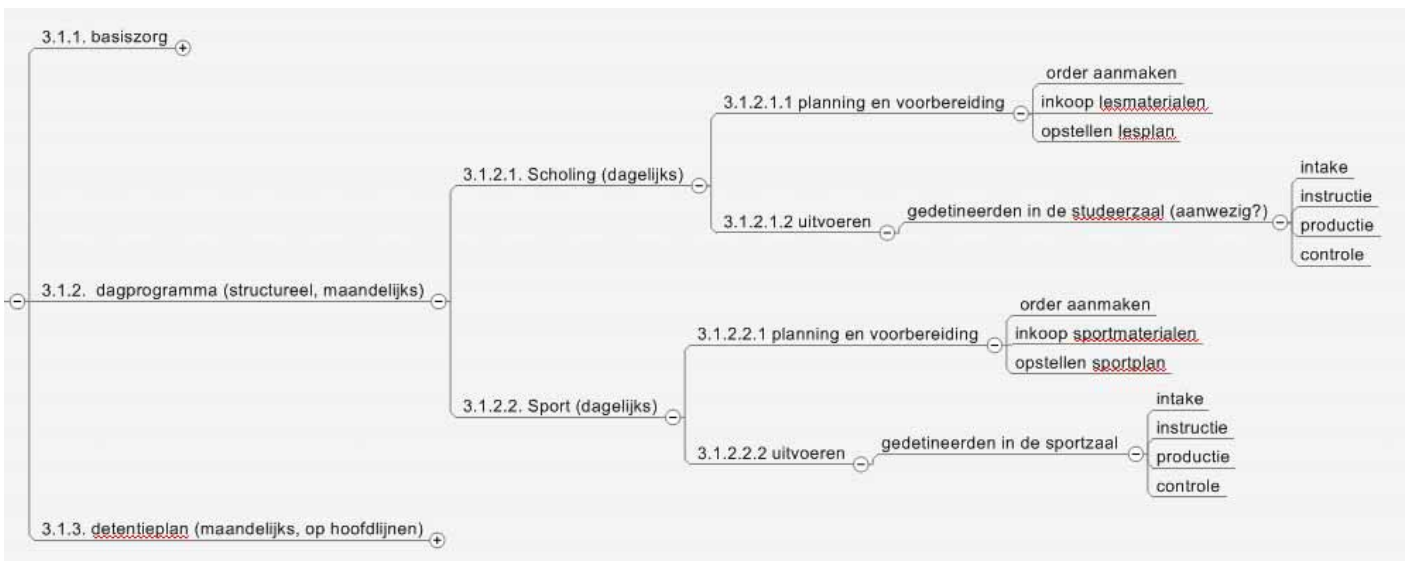 3.1.1. basiszorg
3.1.2. dagprogramma (structureel, maandelijks)
3.1.2.1. Scholing (dagelijks)
3.1.2.1.1 planning en voorbereiding
order aanmaken
inkoop lesmaterialen
opstellen lesplan
3.1.2.1.2 uitvoeren
gedetineerden in de studeerzaal (aanwezig?)
intake
instructie
productie
controle
3.1.2.2. Sport (dagelijks)
3.1.2.2.1 planning en voorbereiding
order aanmaken
inkoop sportmaterialen
opstellen sportplan
3.1.2.2.2 uitvoeren
gedetineerden in de sportzaal
intake
instructie
productie
controle
3.1.3. detentieplan (maandelijks, op hoofdlijnen)